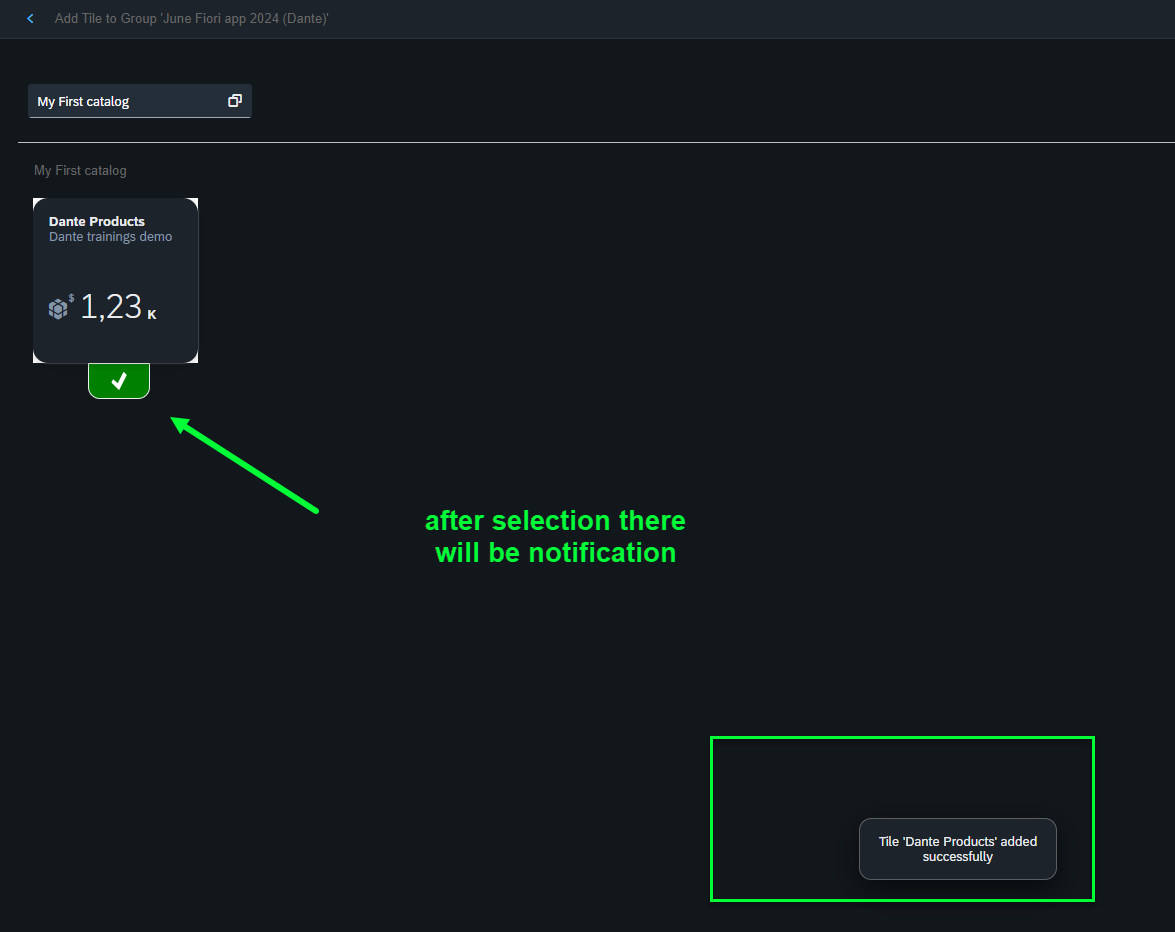 Add Tile to Group 'June Fiori app 2024 (Dante)'
My First catalog
My First catalog
Dante Products
Dante trainings demo
$ 1,23 K
after selection there
will be notification
Tile 'Dante Products' added
successfully